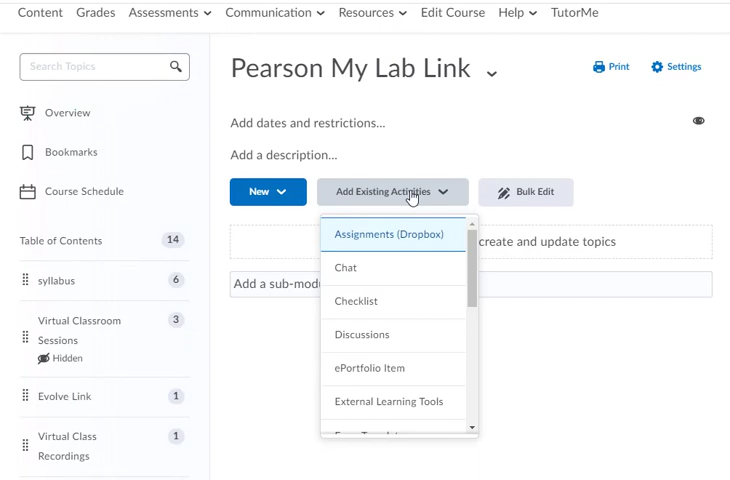 Content Grades Assessments Communication Resources Edit Course Help TutorMe
Search Topics
Overview
Bookmarks
Course Schedule
Table of Contents 14
syllabus 6
Virtual Classroom 3
Sessions
Hidden
Evolve Link 1
Virtual Class 1
Recordings
Pearson My Lab Link
Print Settings
Add dates and restrictions...
Add a description...
New Add Existing Activities Bulk Edit
create and update topics
Add a sub-modu
Assignments (Dropbox)
Chat
Checklist
Discussions
ePortfolio Item
External Learning Tools